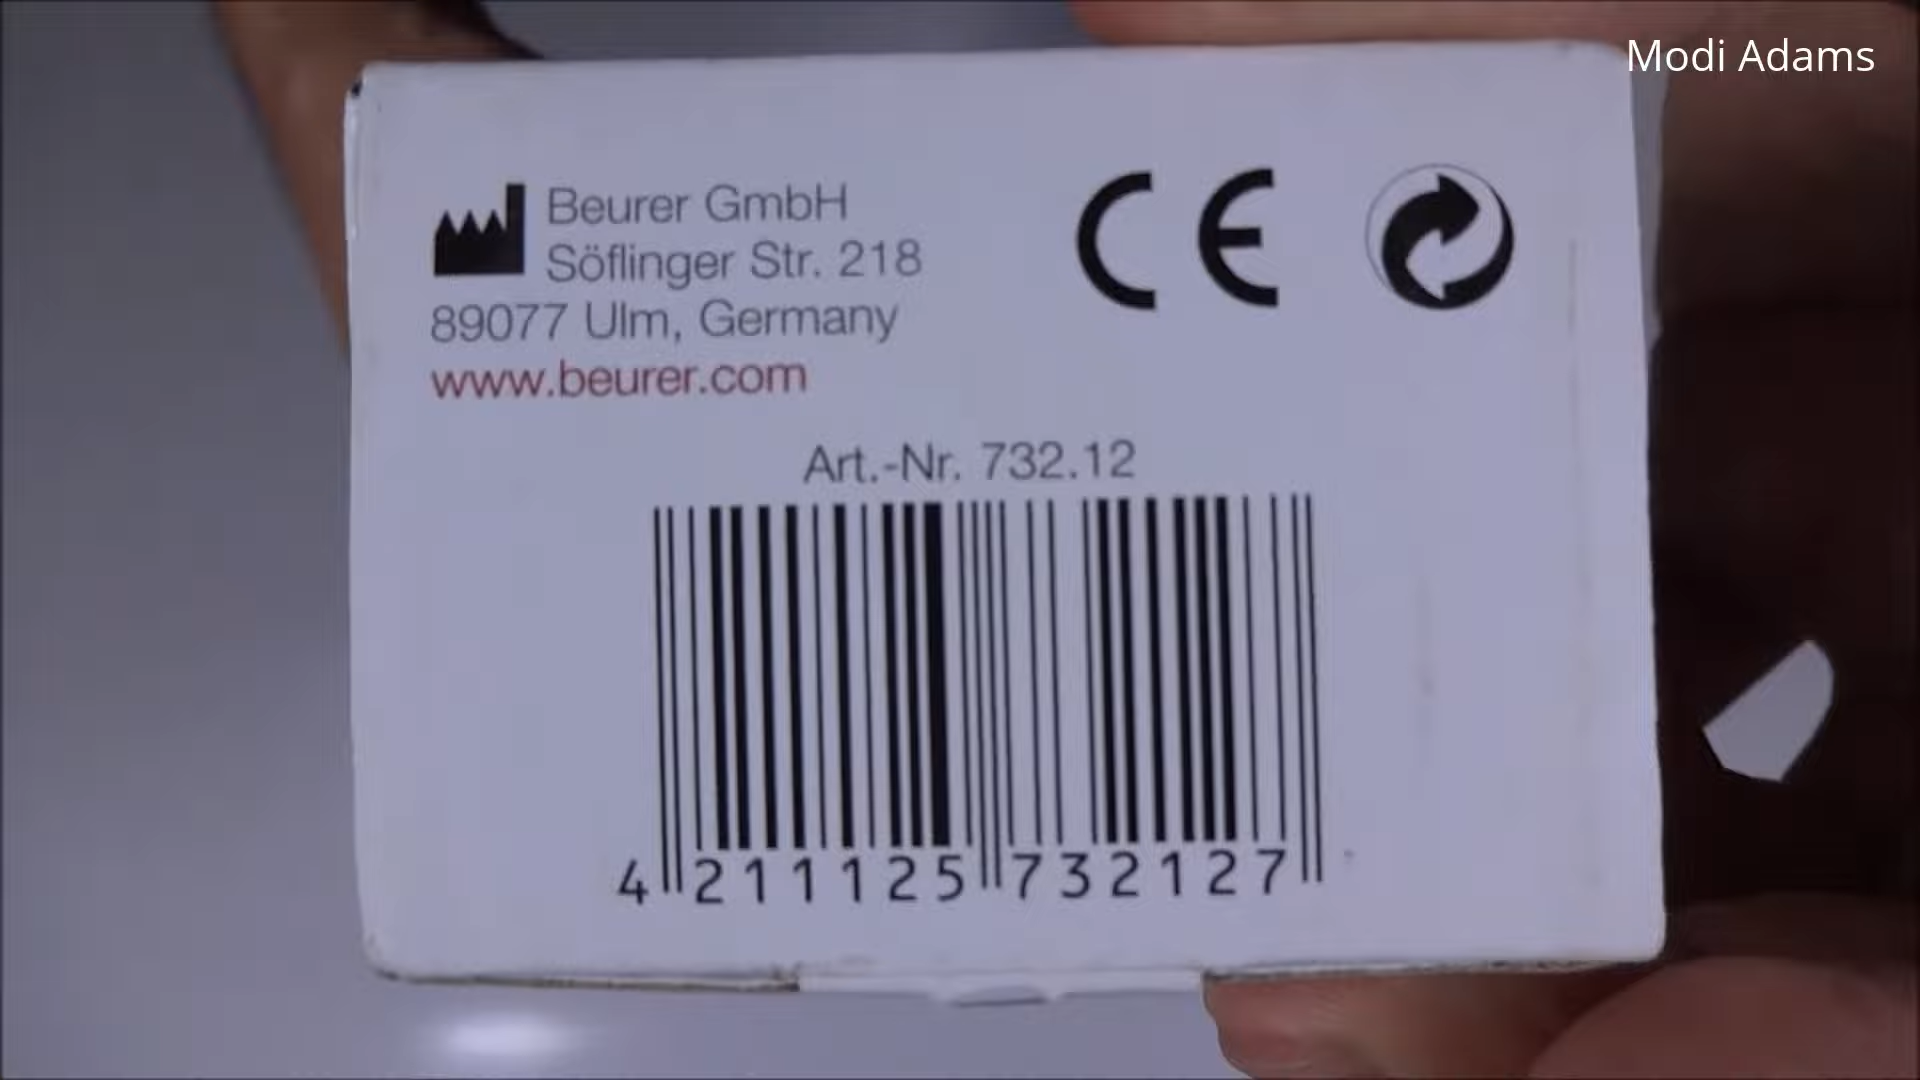 Modi Adams
Beurer GmbH
Söflinger Str. 218
89077 Ulm, Germany
www.beurer.com
CE
Art.-Nr. 732.12
4 211125 732127